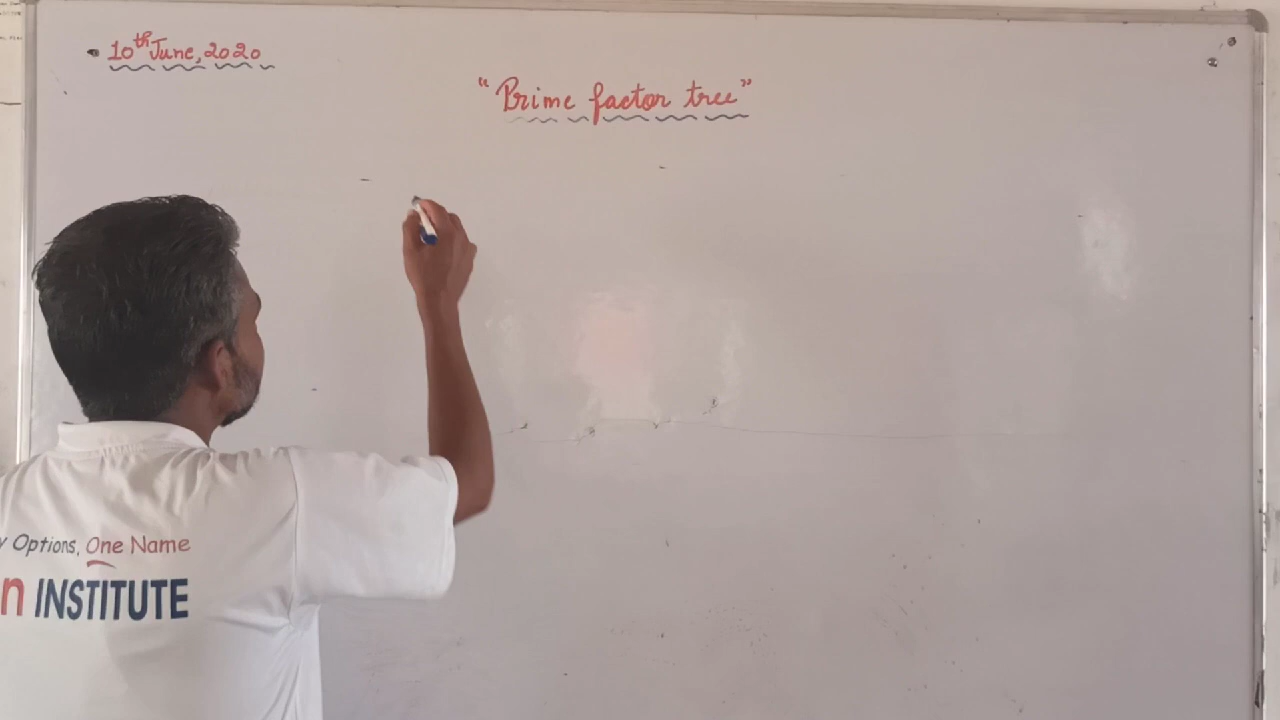 10th June, 2020
"Prime factor tree"
Options, One Name
INSTITUTE